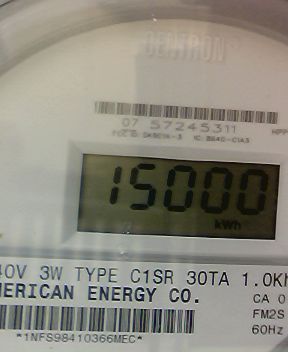 CENTRON
07 57245311
15000
kWh
40V 3W TYPE C1SR 30TA 1.0K
MERICAN ENERGY CO.
CA 0
FM2S
60Hz
*1NFS98410366MEC*